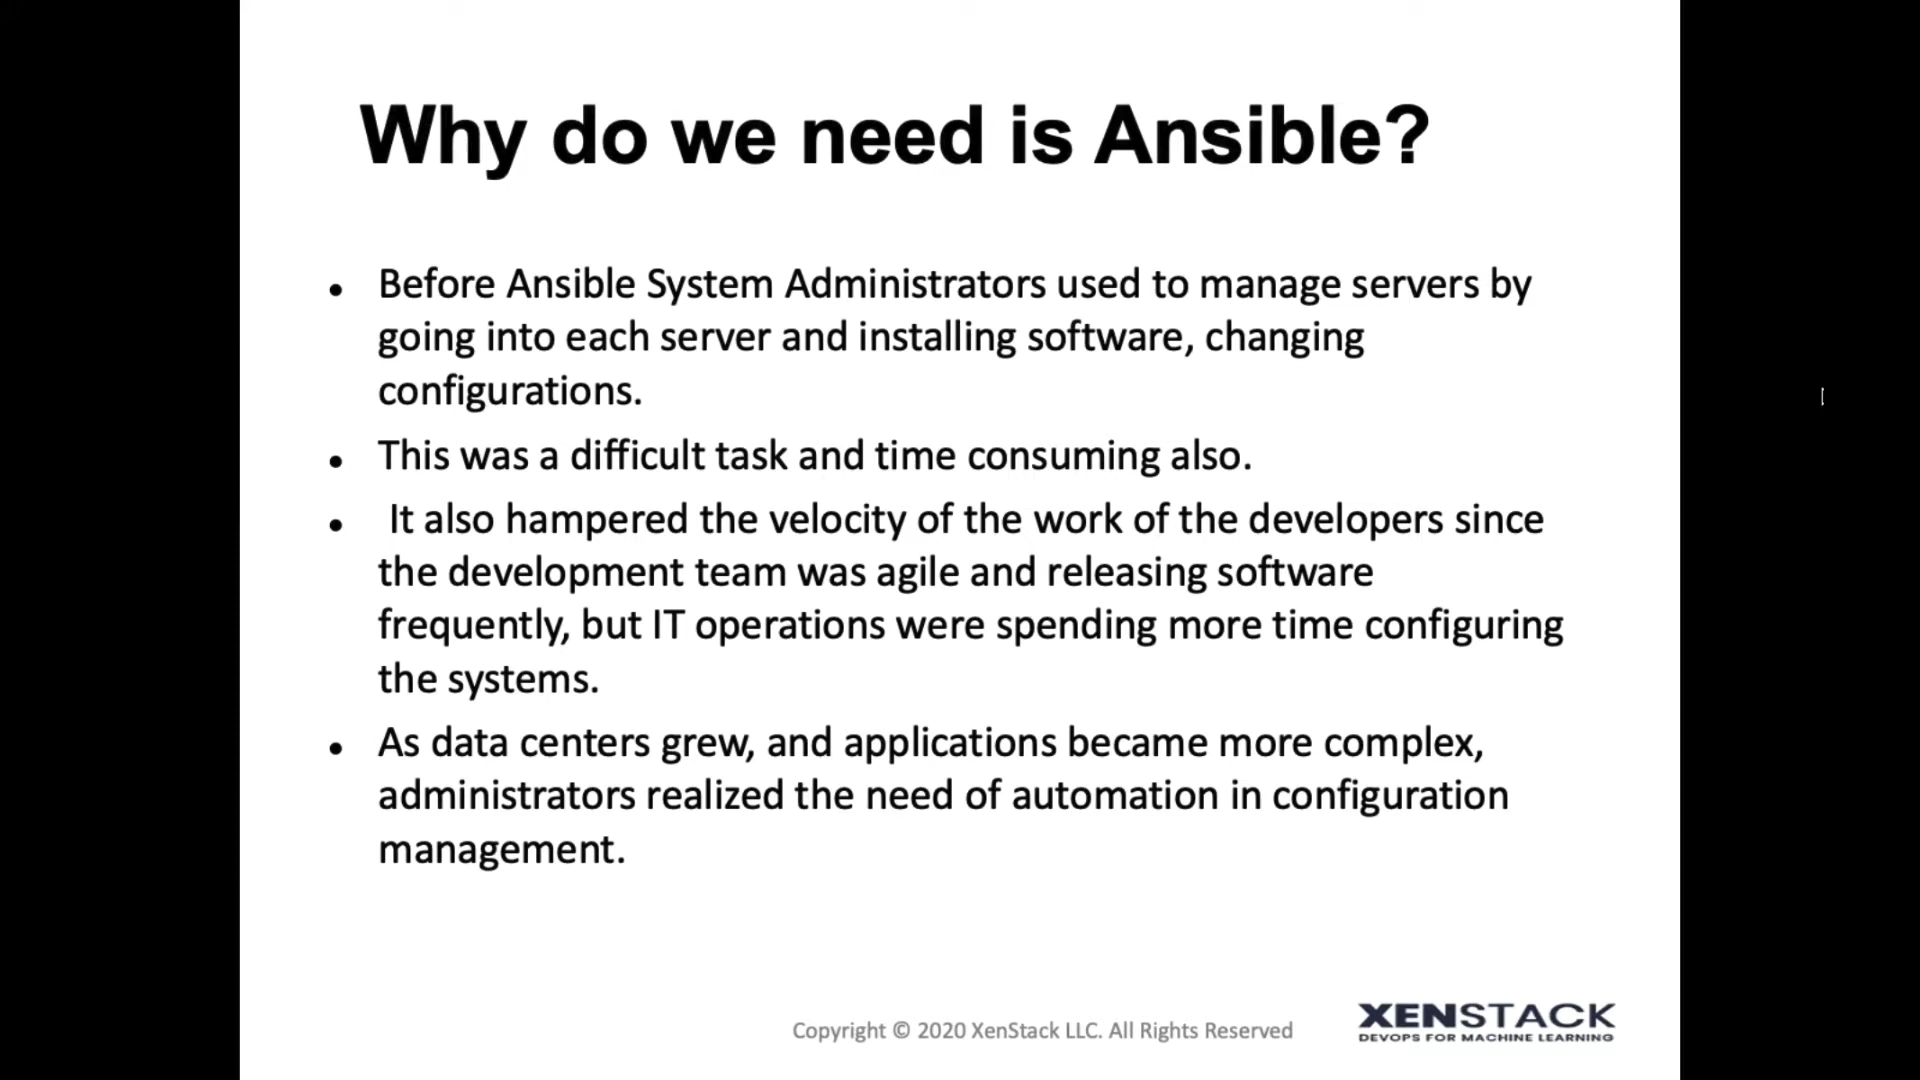 Why do we need is Ansible?
• Before Ansible System Administrators used to manage servers by
going into each server and installing software, changing
configurations.
• This was a difficult task and time consuming also.
• It also hampered the velocity of the work of the developers since
the development team was agile and releasing software
frequently, but IT operations were spending more time configuring
the systems.
• As data centers grew, and applications became more complex,
administrators realized the need of automation in configuration
management.
Copyright © 2020 XenStack LLC. All Rights Reserved
XENSTACK
DEVOPS FOR MACHINE LEARNING